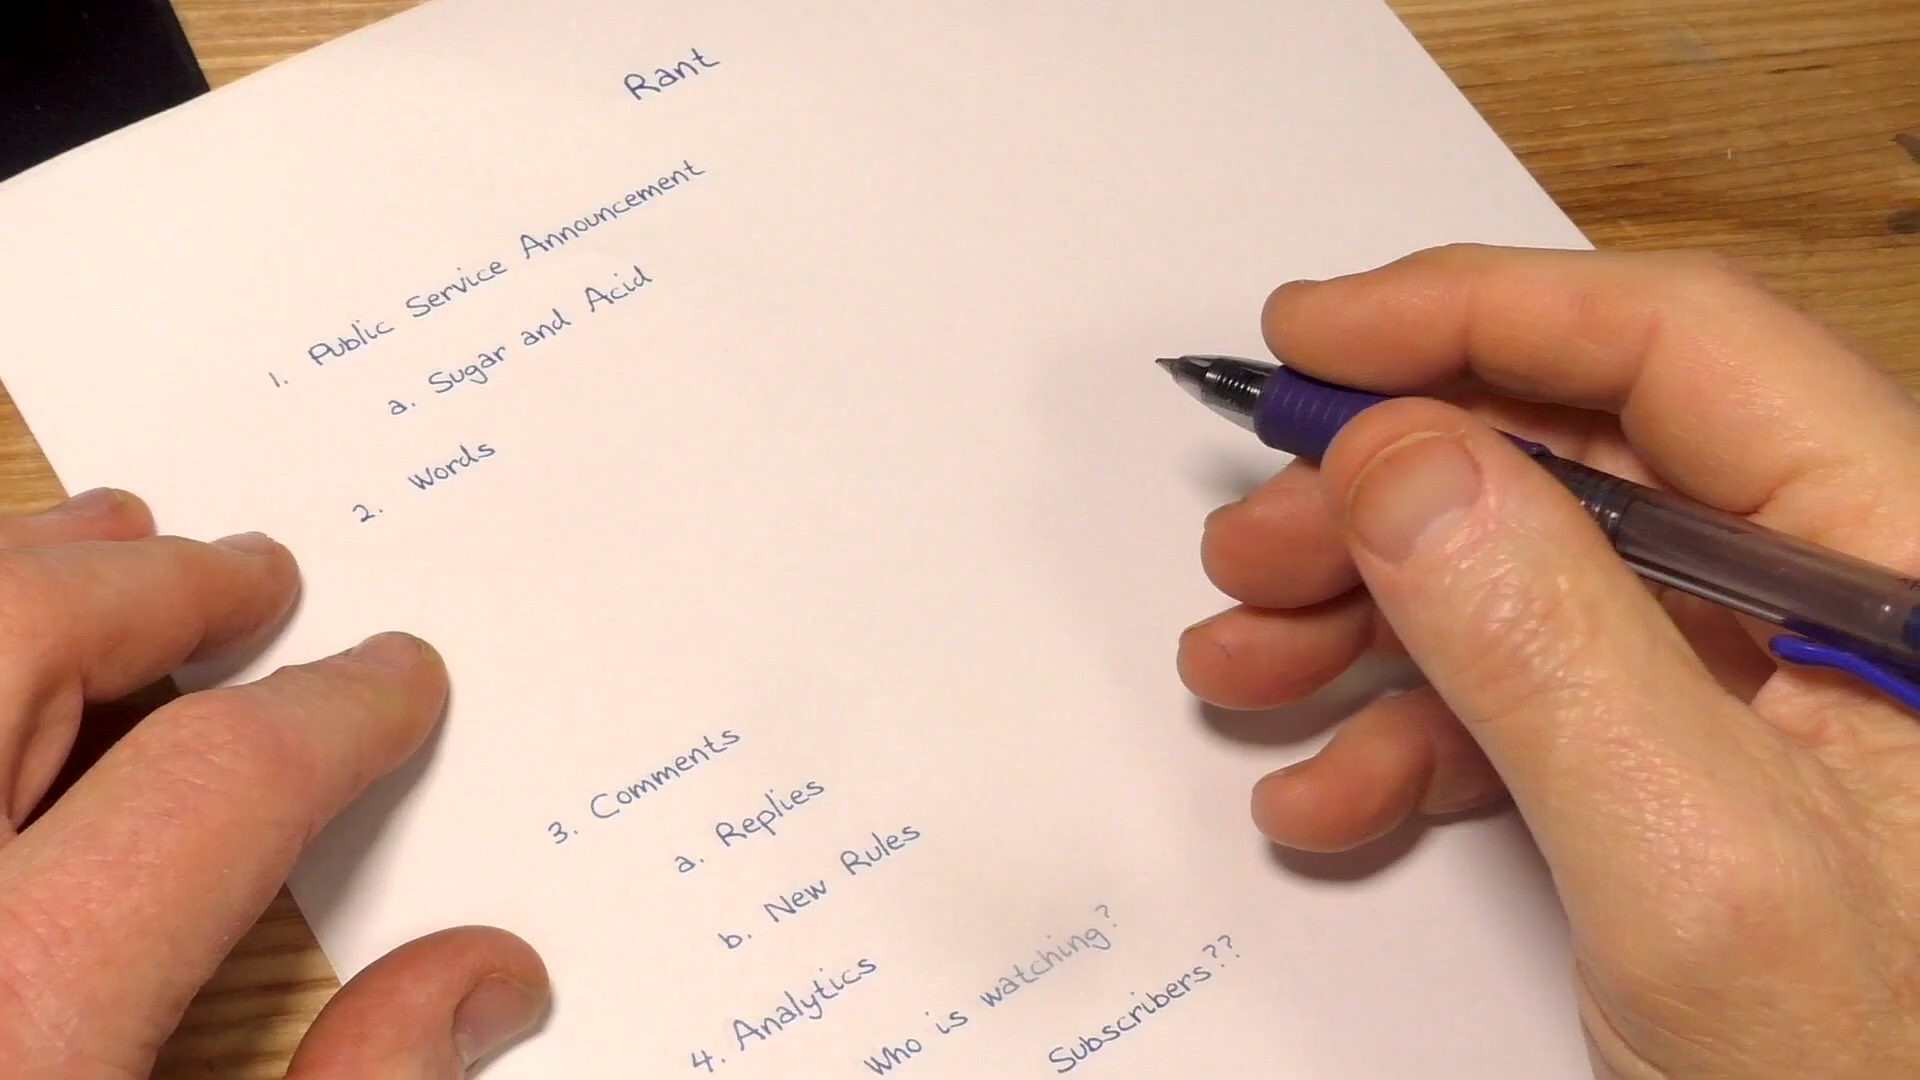 Rant
1. Public Service Announcement
a. Sugar and Acid
2. Words
3. Comments
a. Replies
b. New Rules
4. Analytics
Who is watching?
Subscribers??